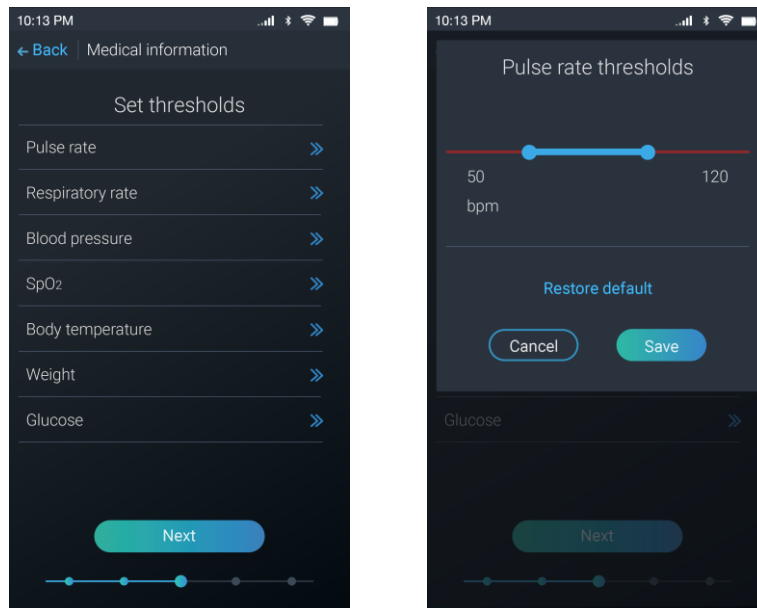 10:13 PM
Back Medical information
Set thresholds
Pulse rate
Respiratory rate
Blood pressure
SpO2
Body temperature
Weight
Glucose
Next
10:13 PM
Pulse rate thresholds
50 120
bpm
Restore default
Cancel Save
Glucose
Next